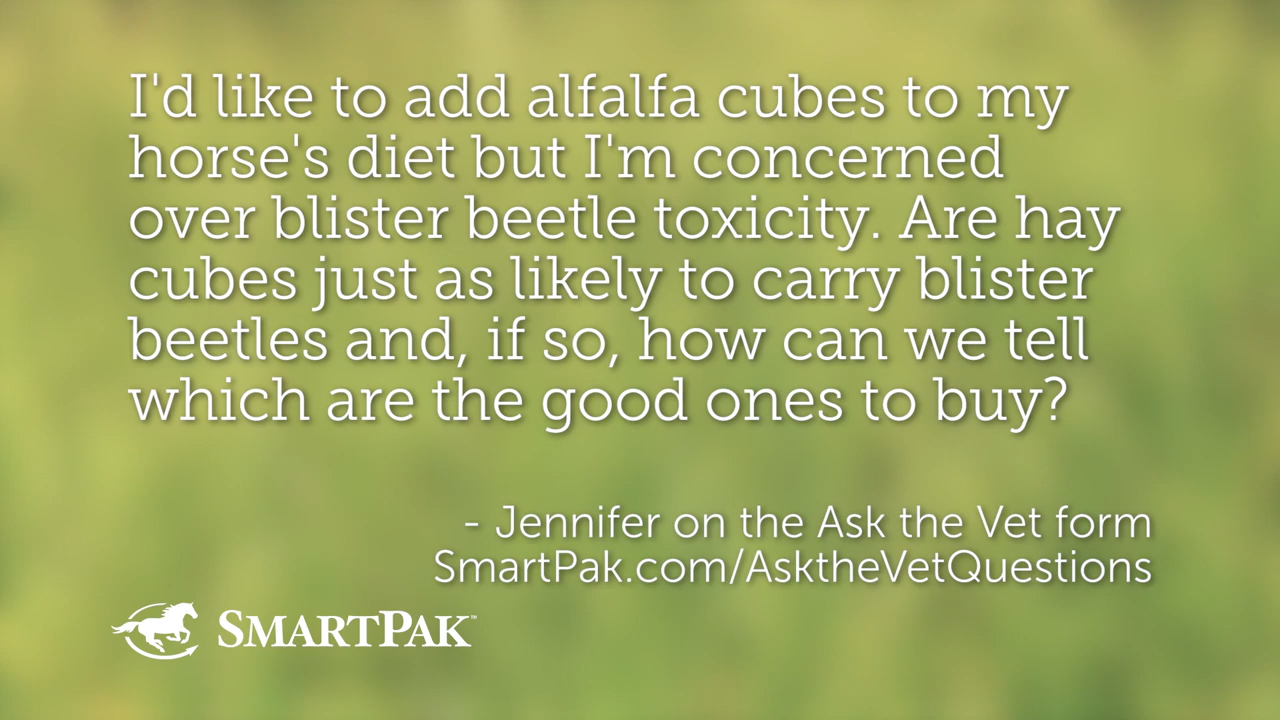 I'd like to add alfalfa cubes to my
horse's diet but I'm concerned
over blister beetle toxicity. Are hay
cubes just as likely to carry blister
beetles and, if so, how can we tell
which are the good ones to buy?
- Jennifer on the Ask the Vet form
SmartPak.com/AsktheVetQuestions
SMARTPAK™